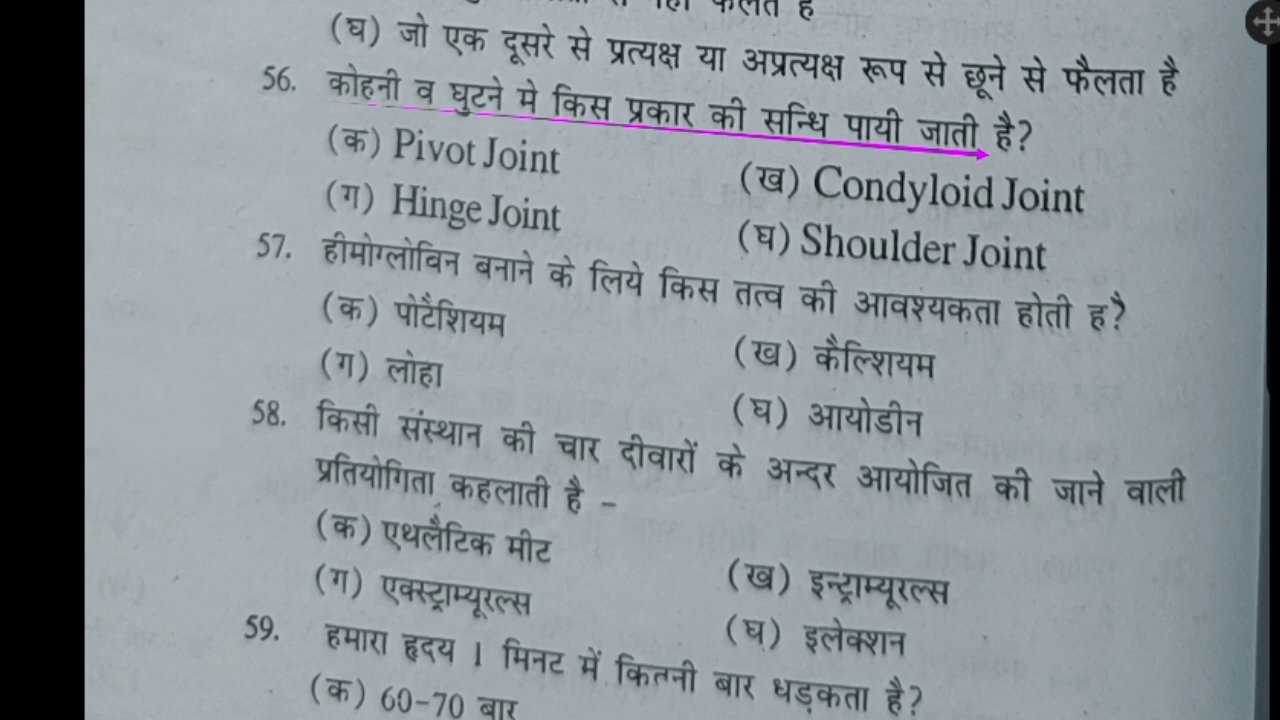 फैलते है
(घ) जो एक दूसरे से प्रत्यक्ष या अप्रत्यक्ष रूप से छूने से फैलता है
56. कोहनी व घुटने मे किस प्रकार की सन्धि पायी जाती है?
(क) Pivot Joint
(ख) Condyloid Joint
(ग) Hinge Joint
(घ) Shoulder Joint
57. हीमोग्लोबिन बनाने के लिये किस तत्व की आवश्यकता होती ह?
(क) पोटैशियम
(ख) कैल्शियम
(ग) लोहा
(घ) आयोडीन
58. किसी संस्थान की चार दीवारों के अन्दर आयोजित की जाने वाली
प्रतियोगिता कहलाती है -
(क) एथलैटिक मीट
(ख) इन्ट्राम्यूरल्स
(ग) एक्स्ट्राम्यूरल्स
(घ) इलेक्शन
59. हमारा हृदय 1 मिनट में कितनी बार धड़कता है?
(क) 60-70 बार